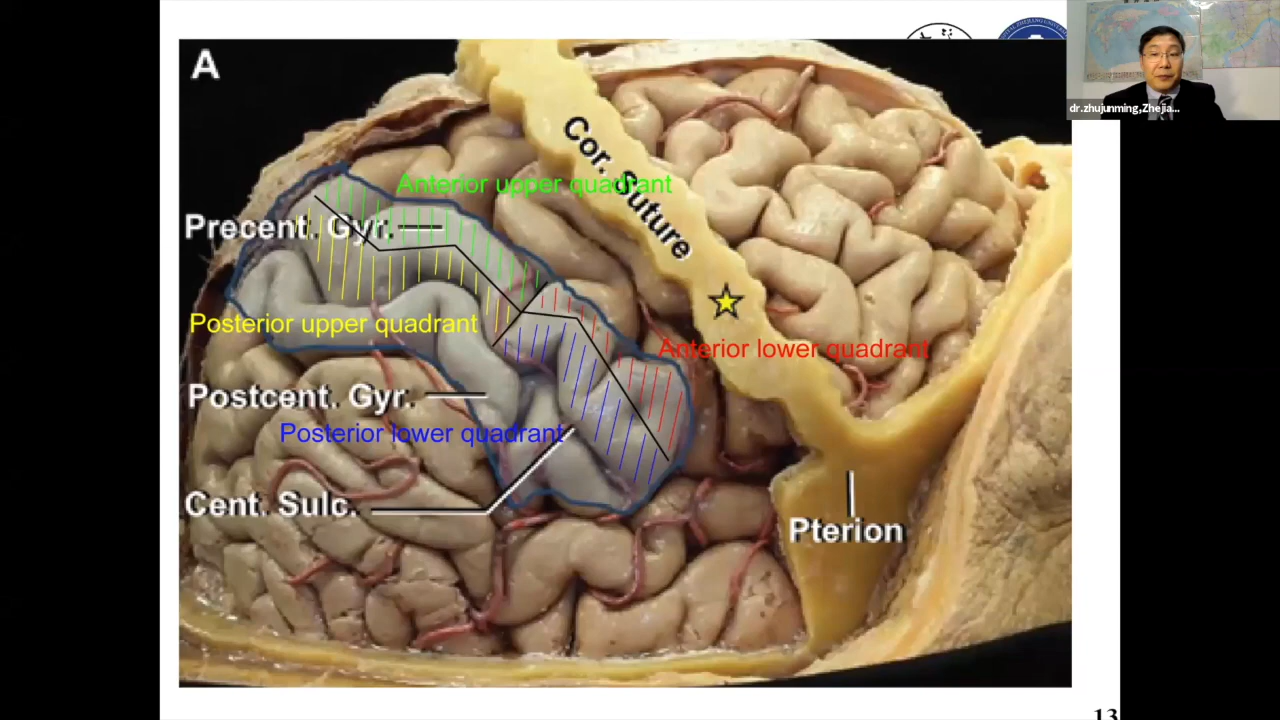 A
dr.zhujunming,Zhejia...
Cor. Suture
Anterior upper quadrant
Precent. Gyr.
Posterior upper quadrant
Anterior lower quadrant
Postcent. Gyr.
Posterior lower quadrant
Cent. Sulc.
Pterion
13